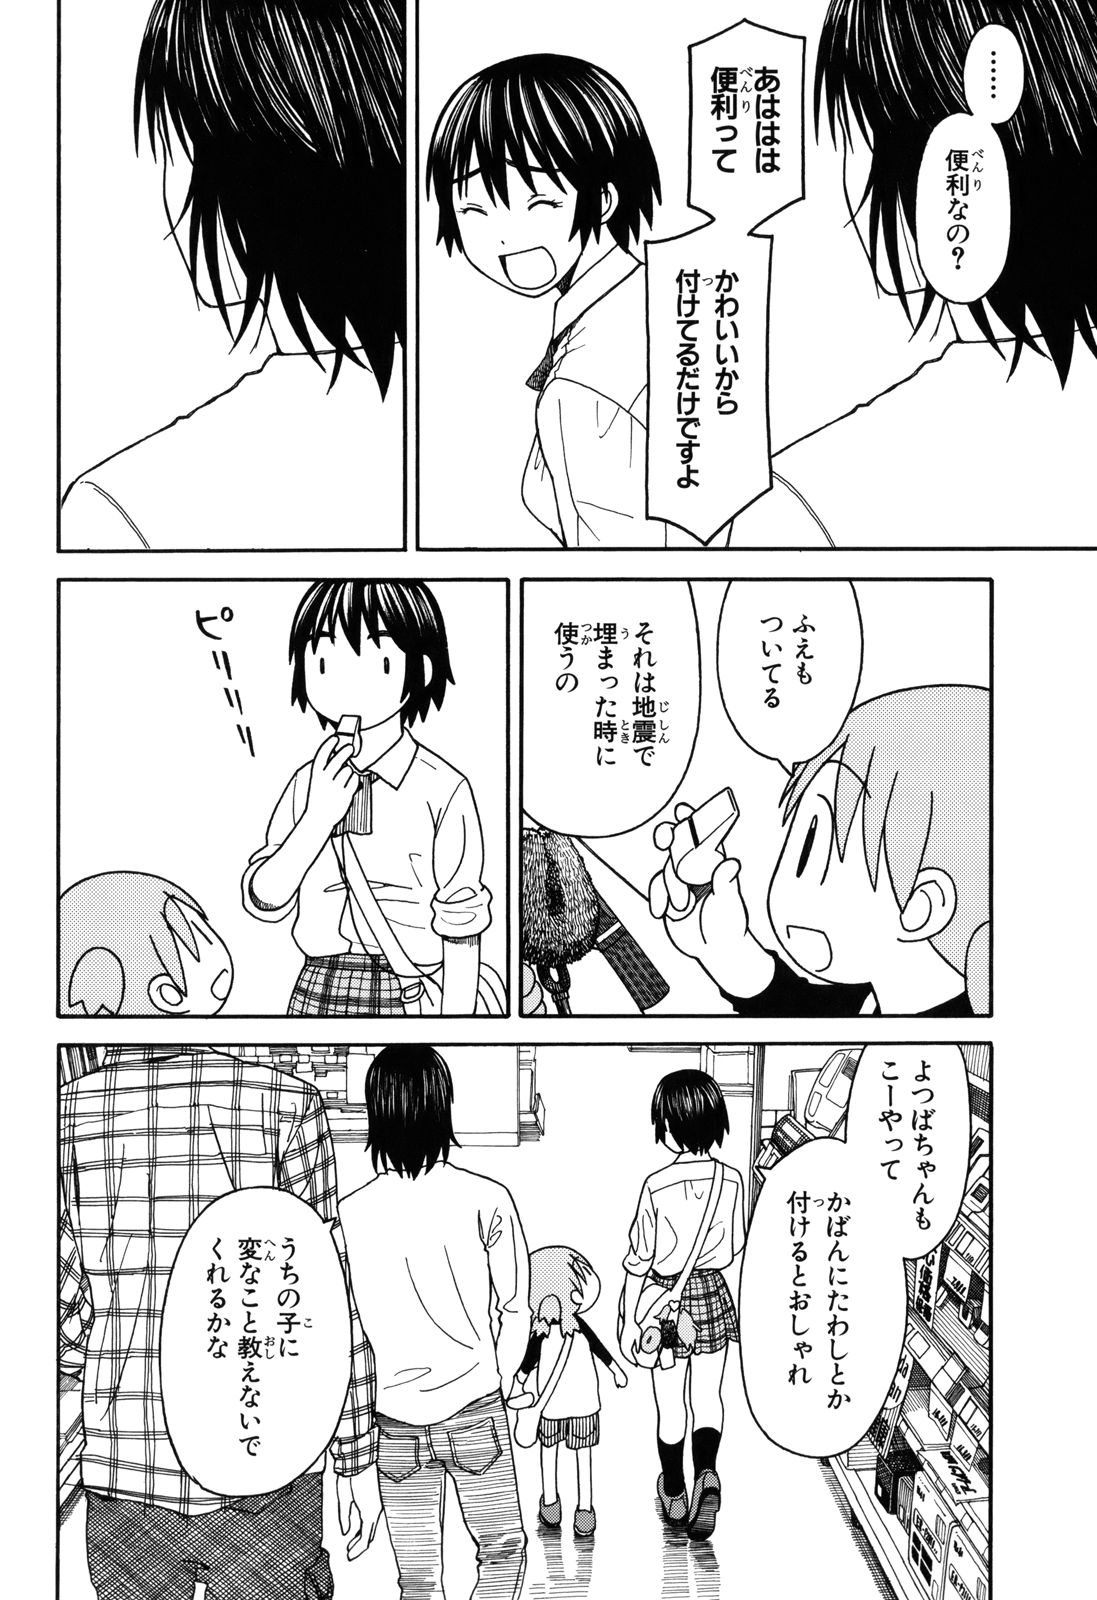 ……
便利なの？
あははは
便利って
かわいいから
付けてるだけですよ
ふえも
ついてる
それは地震で
埋まった時に
使うの
ピリリリリ
よつばちゃんも
こーやって
かばんにたわしとか
付けるとおしゃれ
うちの子に
変なこと教えないで
くれるかな